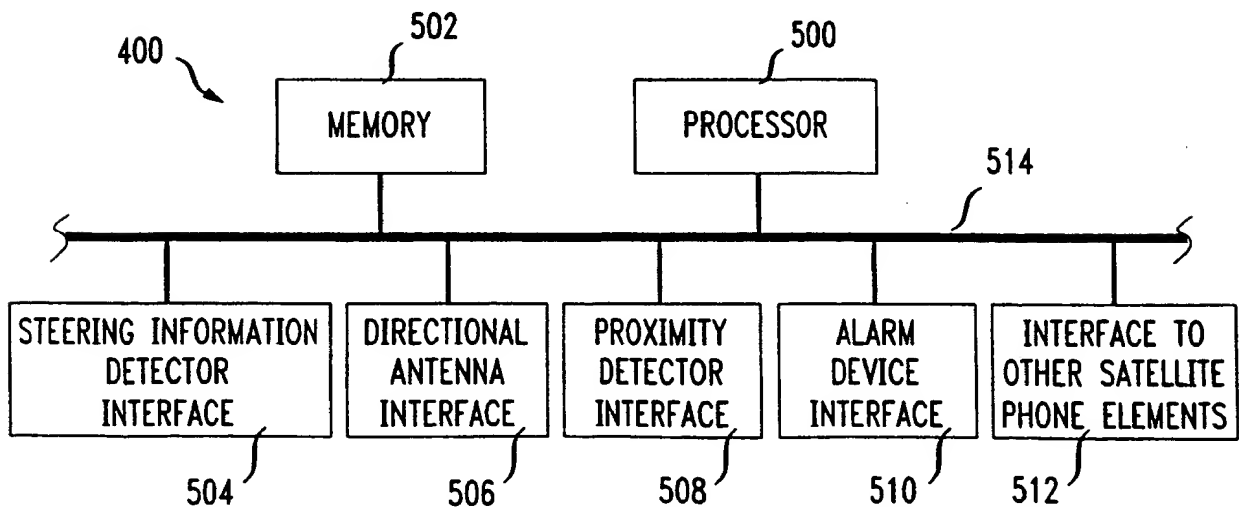 502
500
400
MEMORY
PROCESSOR
514
STEERING INFORMATION
DETECTOR
INTERFACE
DIRECTIONAL
ANTENNA
INTERFACE
PROXIMITY
DETECTOR
INTERFACE
ALARM
DEVICE
INTERFACE
INTERFACE TO
OTHER SATELLITE
PHONE ELEMENTS
504
506
508
510
512